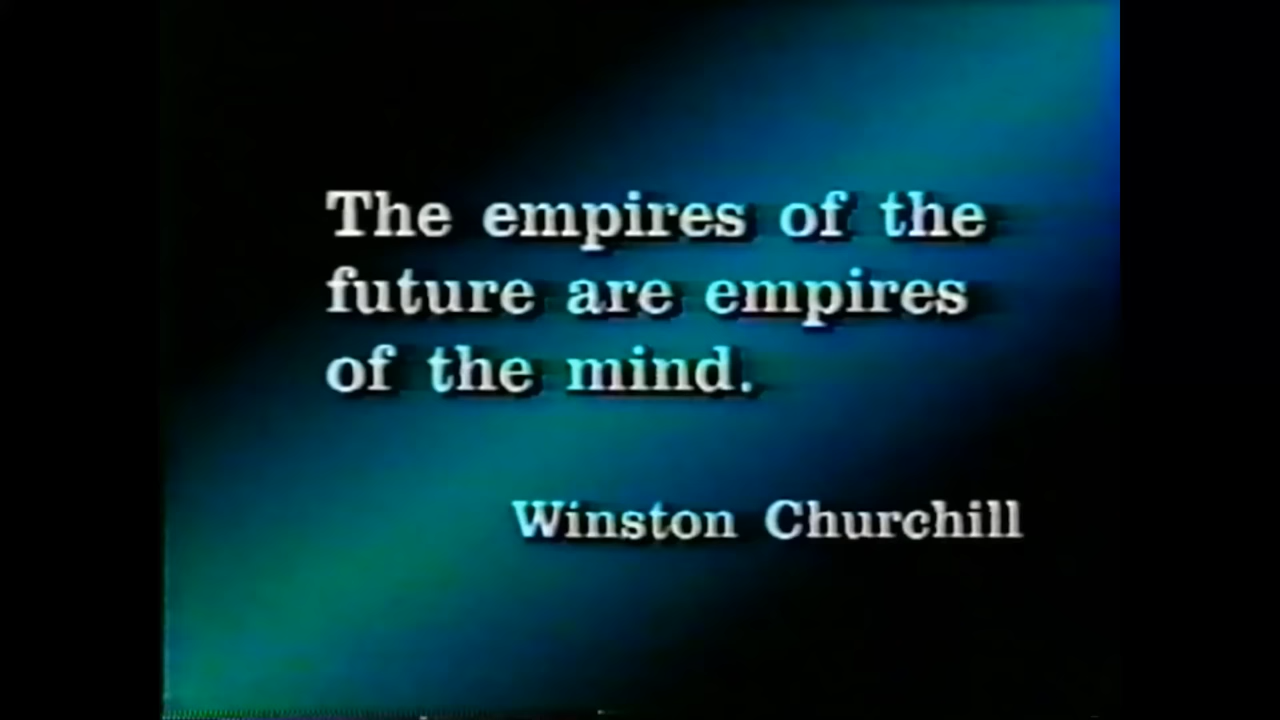 The empires of the
future are empires
of the mind.
Winston Churchill